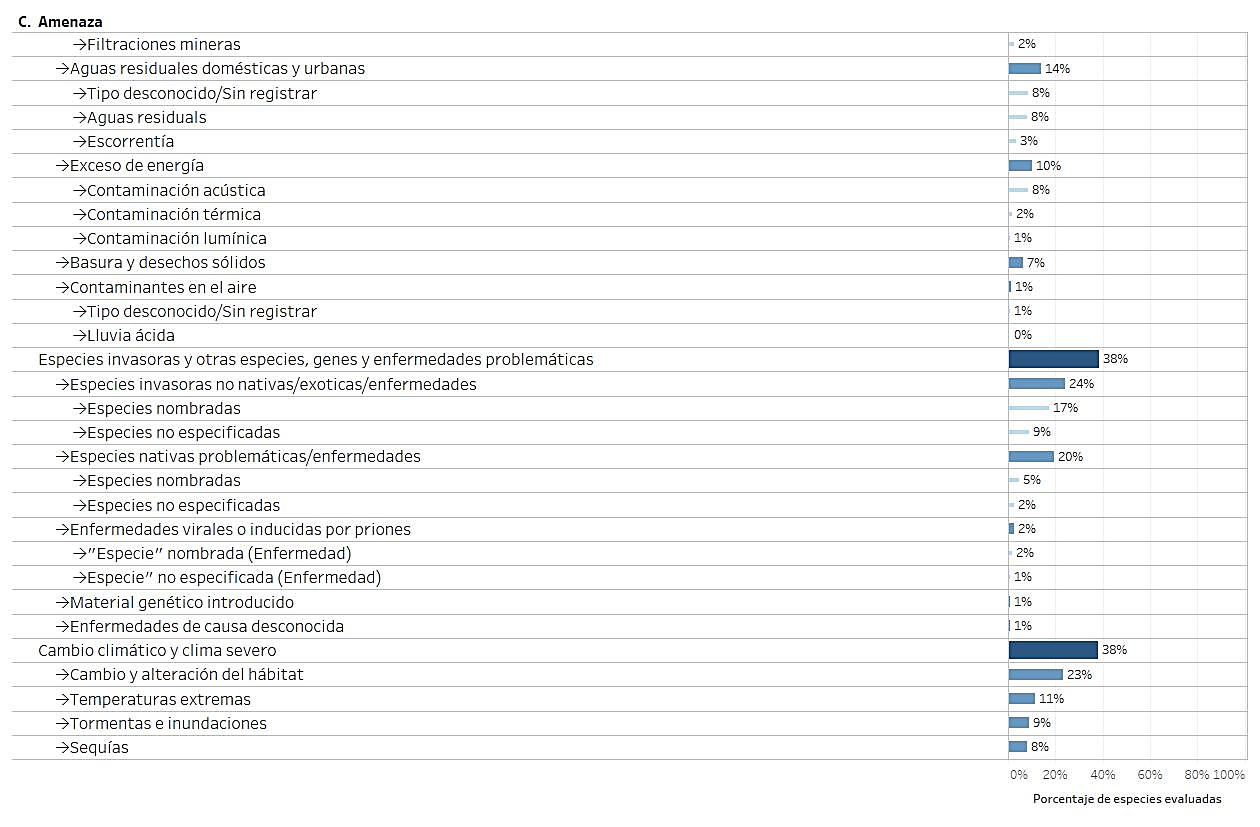 C. Amenaza
→Filtraciones mineras 2%
→Aguas residuales domésticas y urbanas 14%
→Tipo desconocido/Sin registrar 8%
→Aguas residuals 8%
→Escorrentía 3%
→Exceso de energía 10%
→Contaminación acústica 8%
→Contaminación térmica 2%
→Contaminación lumínica 1%
→Basura y desechos sólidos 7%
→Contaminantes en el aire 1%
→Tipo desconocido/Sin registrar 1%
→Lluvia ácida 0%
Especies invasoras y otras especies, genes y enfermedades problemáticas 38%
→Especies invasoras no nativas/exoticas/enfermedades 24%
→Especies nombradas 17%
→Especies no especificadas 9%
→Especies nativas problemáticas/enfermedades 20%
→Especies nombradas 5%
→Especies no especificadas 2%
→Enfermedades virales o inducidas por priones 2%
→"Especie" nombrada (Enfermedad) 2%
→Especie" no especificada (Enfermedad) 1%
→Material genético introducido 1%
→Enfermedades de causa desconocida 1%
Cambio climático y clima severo 38%
→Cambio y alteración del hábitat 23%
→Temperaturas extremas 11%
→Tormentas e inundaciones 9%
→Sequías 8%
0% 20% 40% 60% 80% 100%
Porcentaje de especies evaluadas